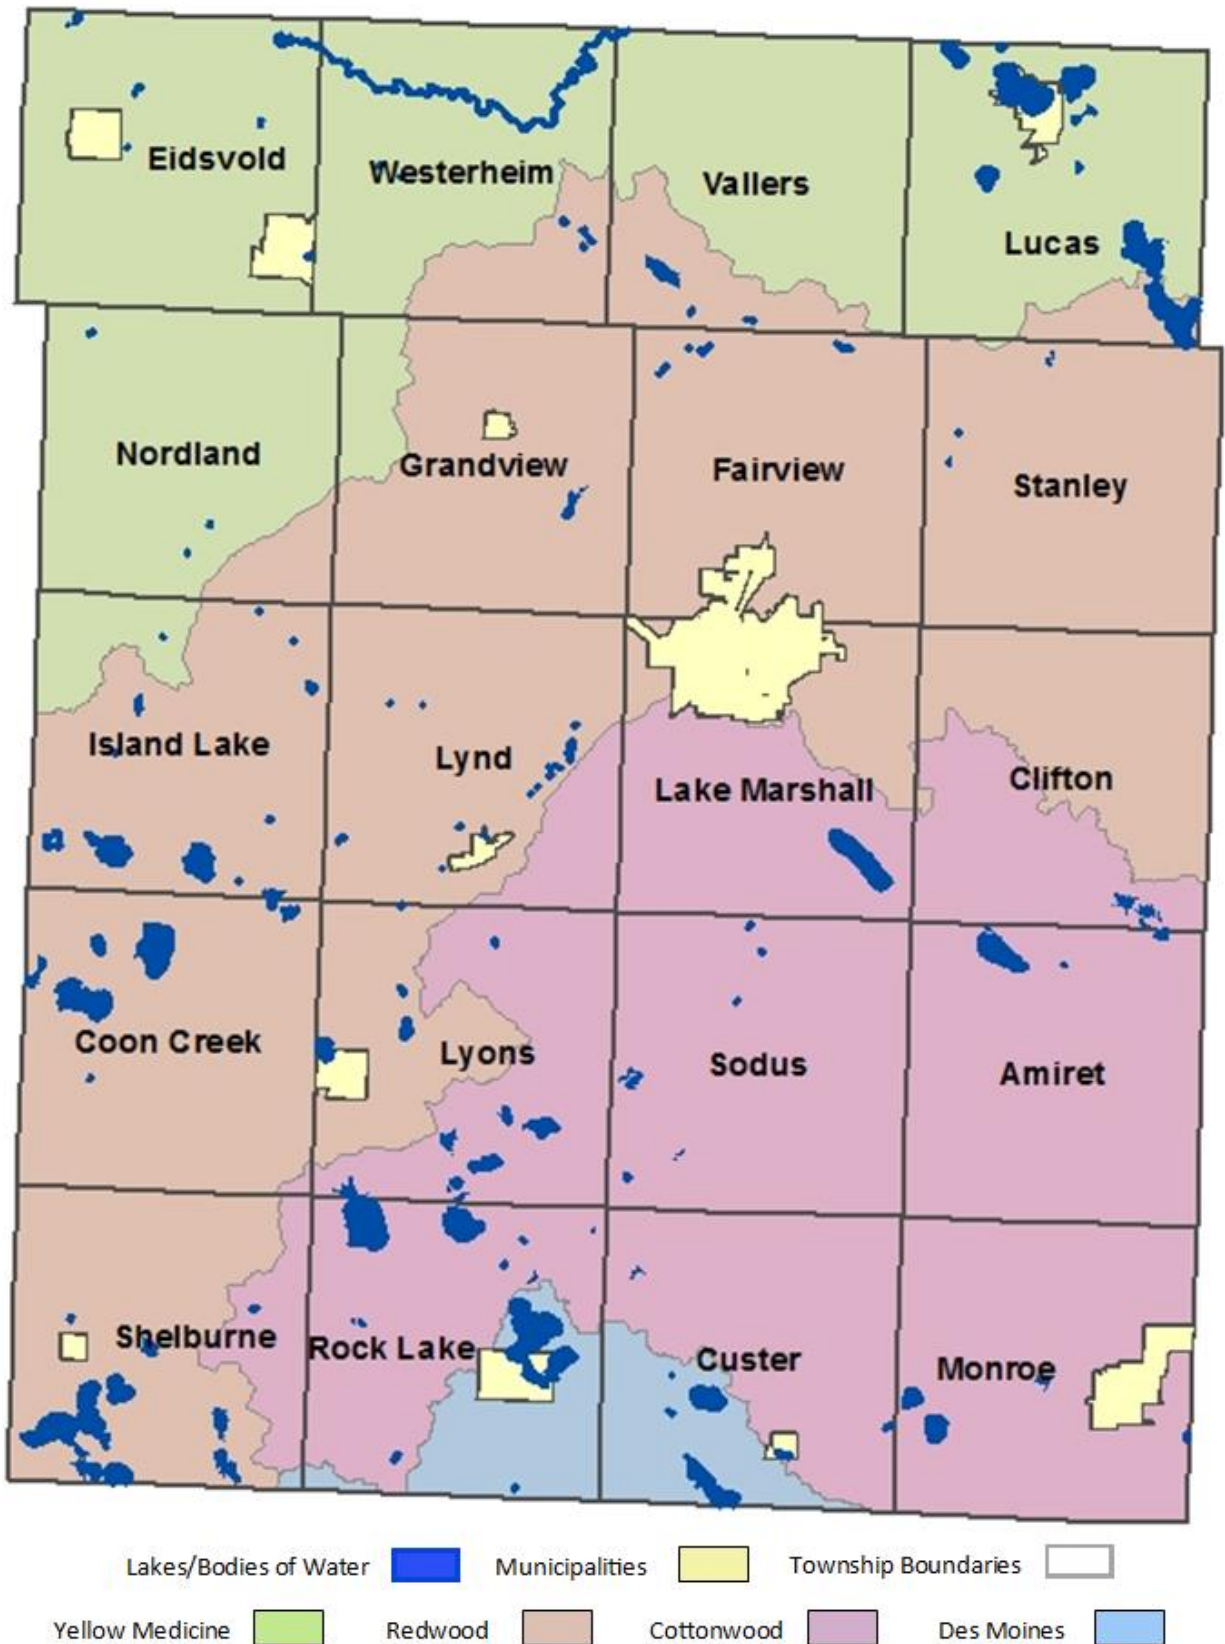 Eidsvold
Westerheim
Vallers
Lucas
Nordland
Grandview
Fairview
Stanley
Island Lake
Lynd
Lake Marshall
Clifton
Coon Creek
Lyons
Sodus
Amiret
Shelburne
Rock Lake
Custer
Monroe
Lakes/Bodies of Water Municipalities Township Boundaries
Yellow Medicine Redwood Cottonwood Des Moines